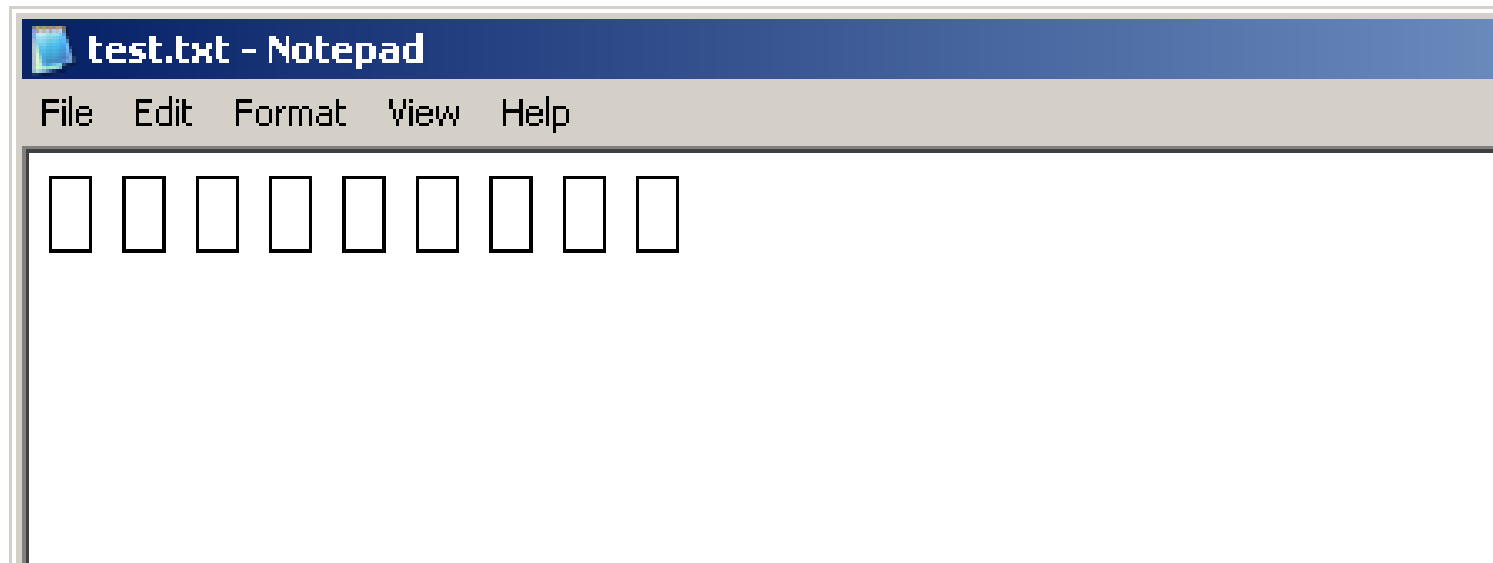 test.txt - Notepad
File Edit Format View Help
▯▯▯▯▯▯▯▯▯